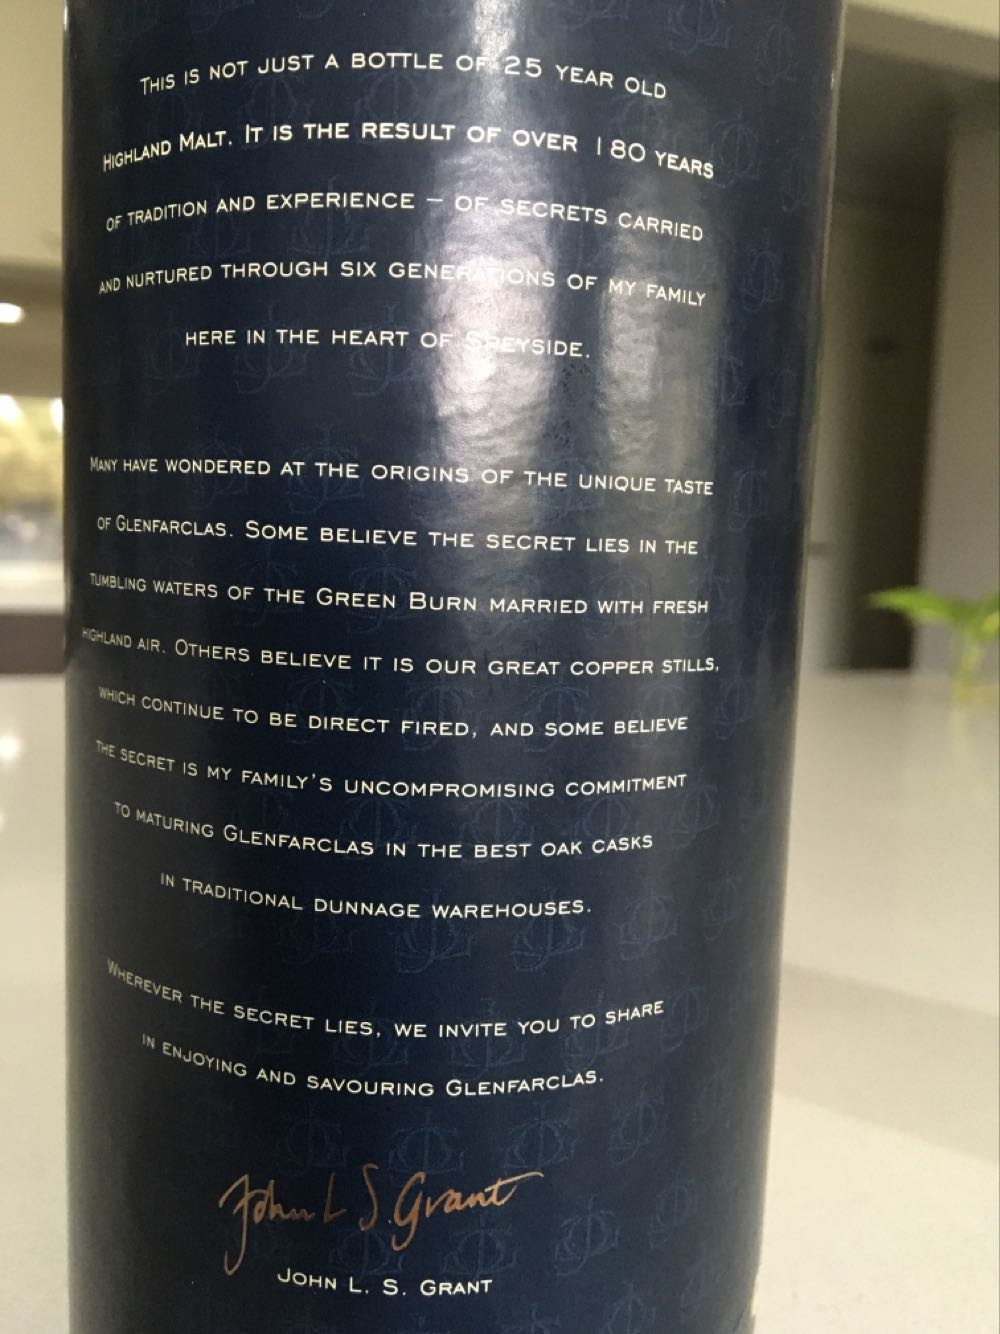 This is not just a bottle of 25 year old
Highland Malt. It is the result of over 180 years
of tradition and experience – of secrets carried
and nurtured through six generations of my family
here in the heart of Speyside.
Many have wondered at the origins of the unique taste
of Glenfarclas. Some believe the secret lies in the
tumbling waters of the Green Burn married with fresh
highland air. Others believe it is our great copper stills,
which continue to be direct fired, and some believe
the secret is my family's uncompromising commitment
to maturing Glenfarclas in the best oak casks
in traditional dunnage warehouses.
Wherever the secret lies, we invite you to share
in enjoying and savouring Glenfarclas.
John L S Grant
John L. S. Grant